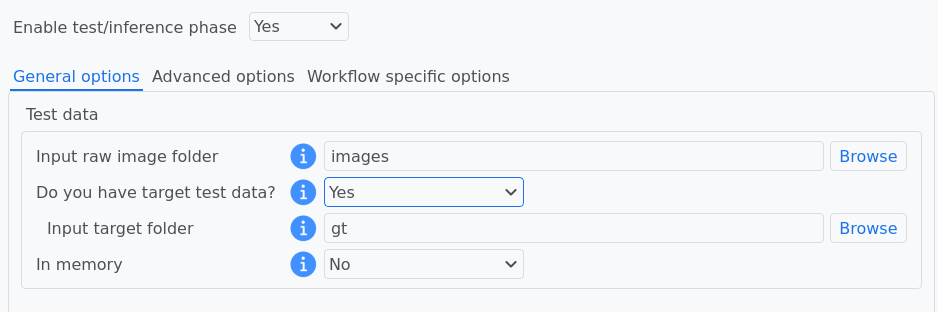 Enable test/inference phase Yes
General options Advanced options Workflow specific options
Test data
Input raw image folder i images Browse
Do you have target test data? i Yes
Input target folder i gt Browse
In memory i No